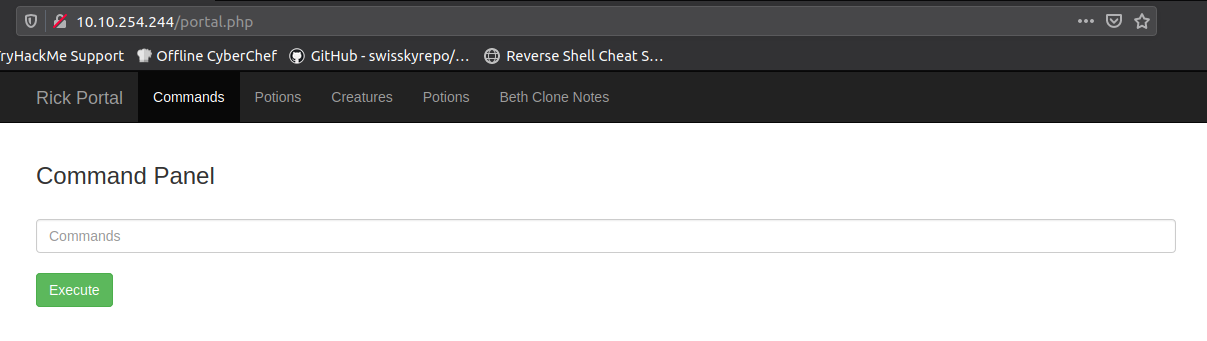 10.10.254.244/portal.php
ryHackMe Support Offline CyberChef GitHub - swisskyrepo/... Reverse Shell Cheat S...
Rick Portal Commands Potions Creatures Potions Beth Clone Notes
Command Panel
Commands
Execute